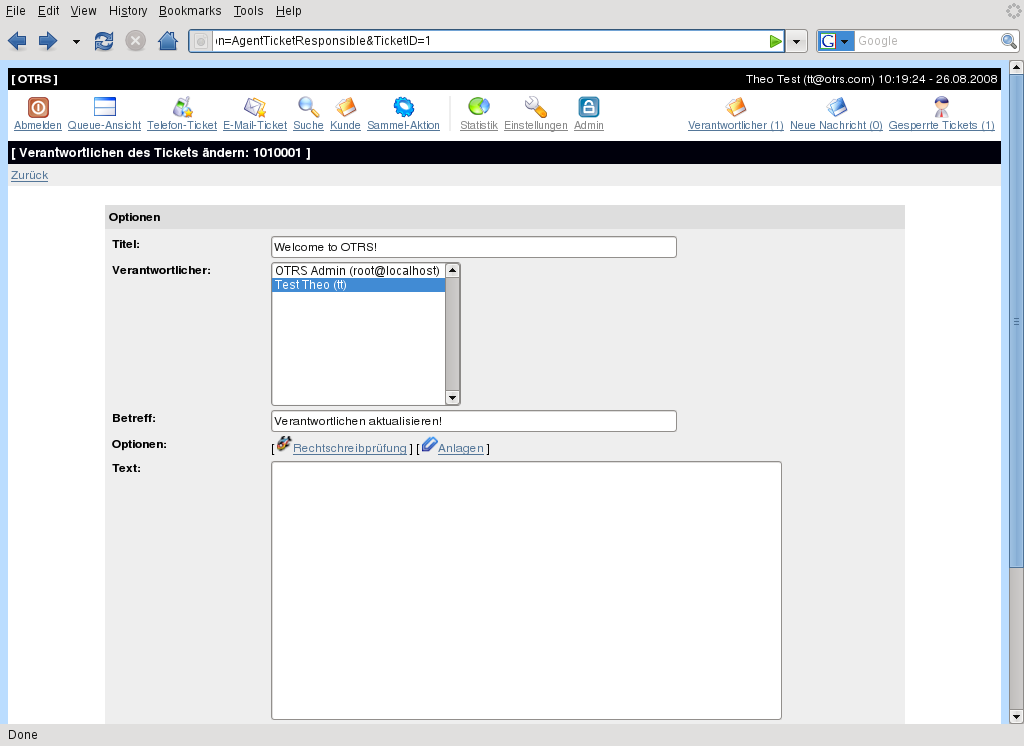 File Edit View History Bookmarks Tools Help
n=AgentTicketResponsible&TicketID=1
G Google
[ OTRS ] Theo Test (tt@otrs.com) 10:19:24 - 26.08.2008
Abmelden Queue-Ansicht Telefon-Ticket E-Mail-Ticket Suche Kunde Sammel-Aktion Statistik Einstellungen Admin Verantwortlicher (1) Neue Nachricht (0) Gesperrte Tickets (1)
[ Verantwortlichen des Tickets ändern: 1010001 ]
Zurück
Optionen
Titel: Welcome to OTRS!
Verantwortlicher: OTRS Admin (root@localhost)
Test Theo (tt)
Betreff: Verantwortlichen aktualisieren!
Optionen: [ Rechtschreibprüfung ] [ Anlagen ]
Text:
Done